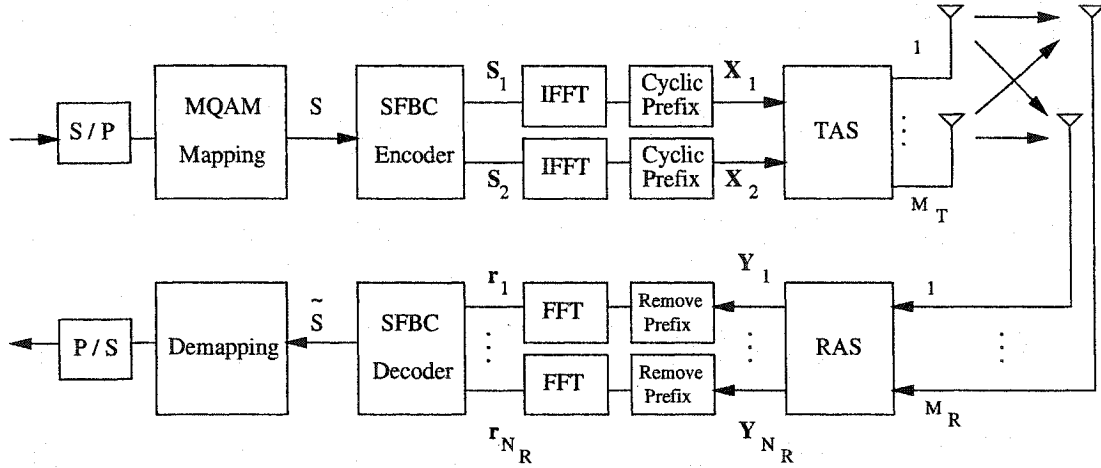 S / P
MQAM
Mapping
S
SFBC
Encoder
S1
IFFT
Cyclic
Prefix
X1
S2
IFFT
Cyclic
Prefix
X2
TAS
1
MT
P / S
Demapping
S̃
SFBC
Decoder
r1
FFT
Remove
Prefix
Y1
rNR
FFT
Remove
Prefix
YNR
RAS
1
MR